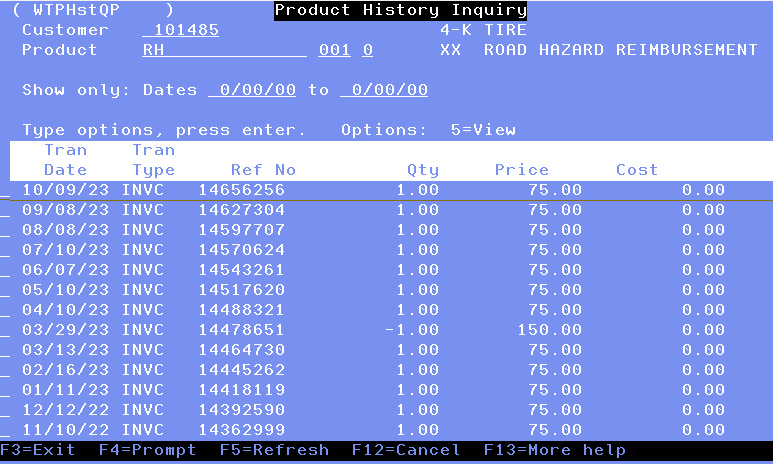 ( WTPHstQP    )         Product History Inquiry
Customer   101485                    4-K TIRE
Product    RH              001 0     XX  ROAD HAZARD REIMBURSEMENT
Show only: Dates  0/00/00 to  0/00/00
Type options, press enter.   Options:  5=View
Tran    Tran
Date    Type     Ref No          Qty     Price      Cost
_ 10/09/23 INVC   14656256          1.00        75.00         0.00
_ 09/08/23 INVC   14627304          1.00        75.00         0.00
_ 08/08/23 INVC   14597707          1.00        75.00         0.00
_ 07/10/23 INVC   14570624          1.00        75.00         0.00
_ 06/07/23 INVC   14543261          1.00        75.00         0.00
_ 05/10/23 INVC   14517620          1.00        75.00         0.00
_ 04/10/23 INVC   14488321          1.00        75.00         0.00
_ 03/29/23 INVC   14478651         -1.00       150.00         0.00
_ 03/13/23 INVC   14464730          1.00        75.00         0.00
_ 02/16/23 INVC   14445262          1.00        75.00         0.00
_ 01/11/23 INVC   14418119          1.00        75.00         0.00
_ 12/12/22 INVC   14392590          1.00        75.00         0.00
_ 11/10/22 INVC   14362999          1.00        75.00         0.00
F3=Exit  F4=Prompt  F5=Refresh  F12=Cancel  F13=More help